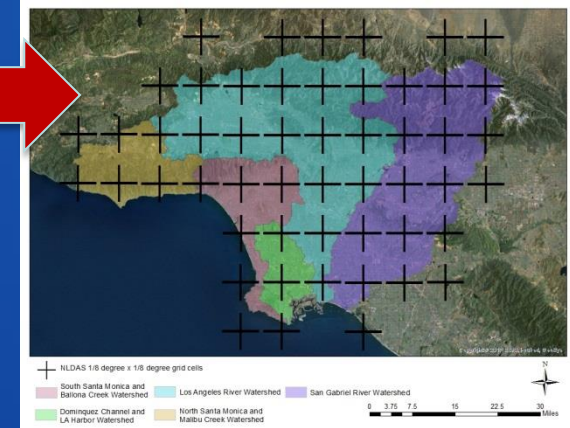 NLDAS 1/8 degree x 1/8 degree grid cells
South Santa Monica and
Ballona Creek Watershed
Los Angeles River Watershed
San Gabriel River Watershed
Dominquez Channel and
LA Harbor Watershed
North Santa Monica and
Malibu Creek Watershed
N
0 3.75 7.5 15 22.5 30
Miles